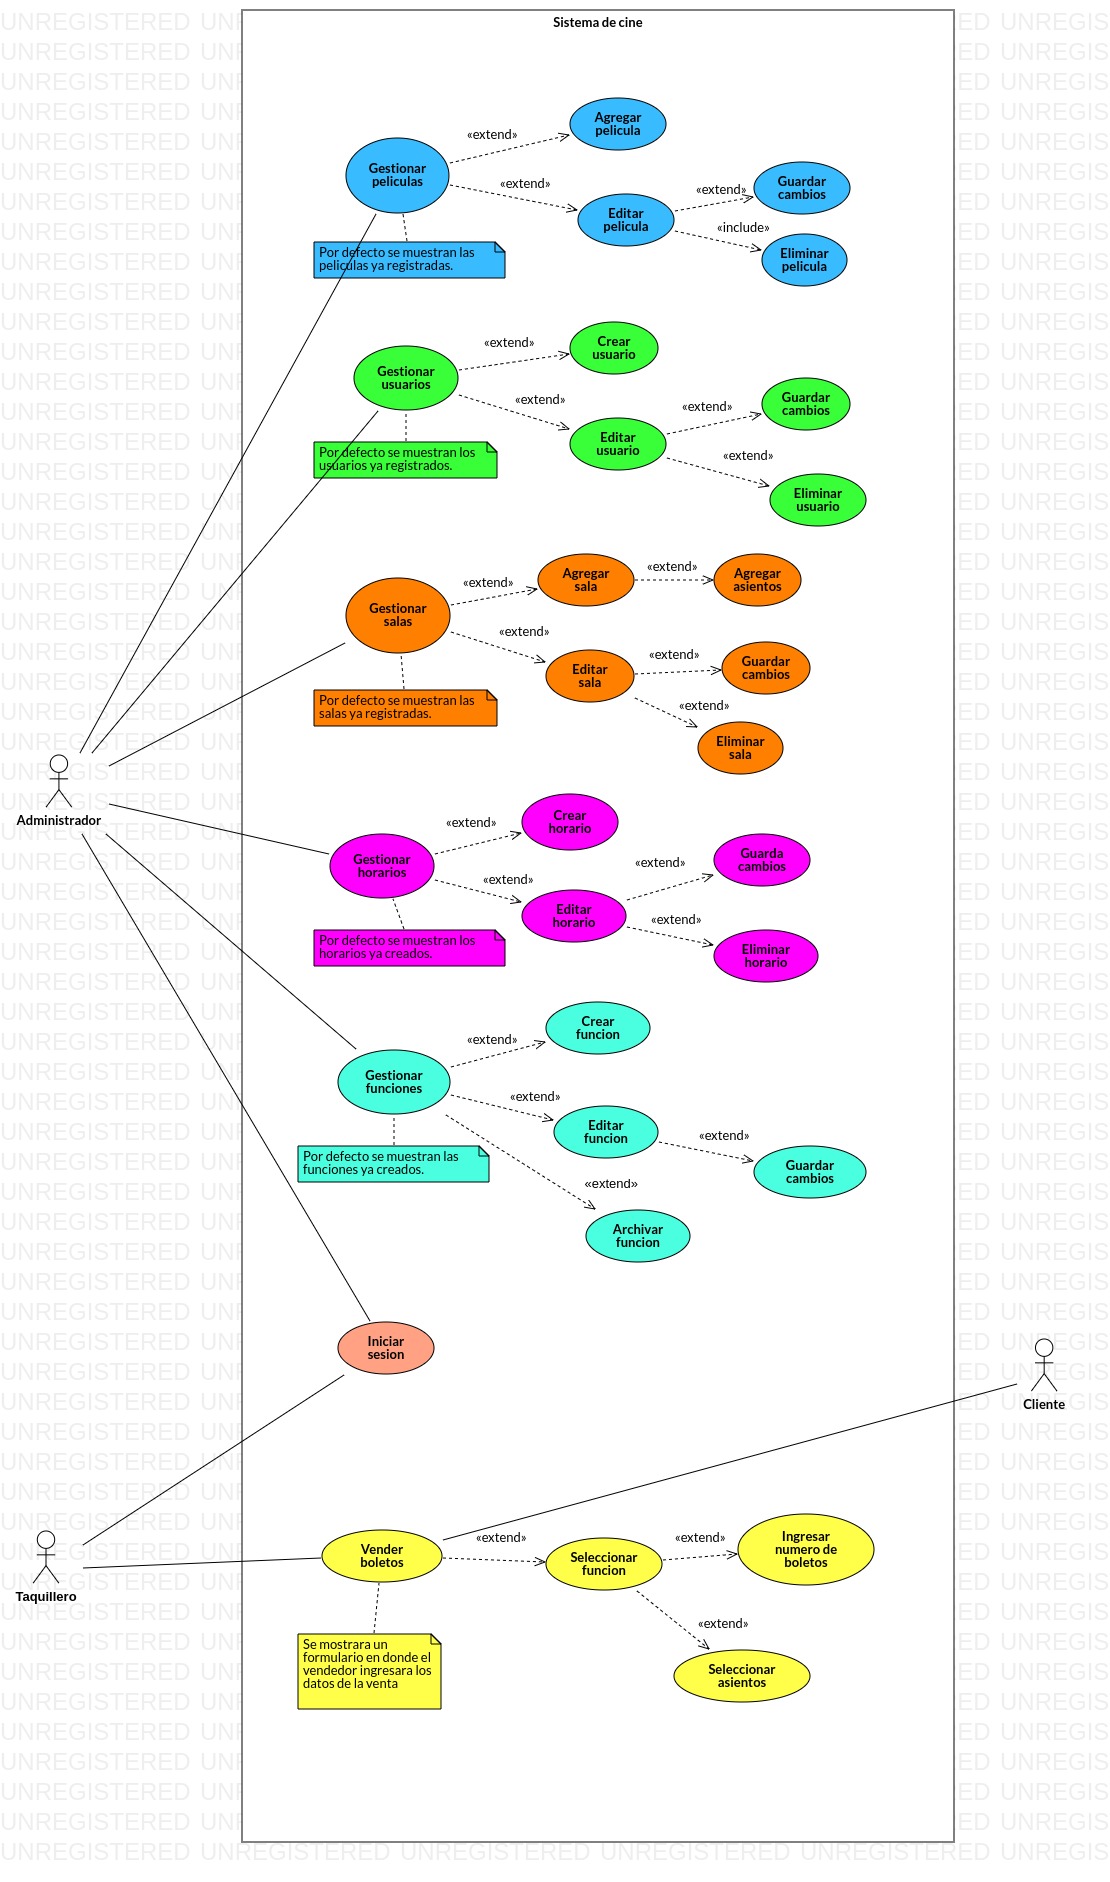 Sistema de cine
Agregar
pelicula
«extend»
Gestionar
peliculas
«extend»
Editar
pelicula
«extend»
Guardar
cambios
«include»
Eliminar
pelicula
Por defecto se muestran las
peliculas ya registradas.
Crear
usuario
«extend»
Gestionar
usuarios
«extend»
Editar
usuario
«extend»
Guardar
cambios
«extend»
Eliminar
usuario
Por defecto se muestran los
usuarios ya registrados.
Agregar
sala
«extend»
Agregar
asientos
«extend»
Gestionar
salas
«extend»
Editar
sala
«extend»
Guardar
cambios
«extend»
Eliminar
sala
Por defecto se muestran las
salas ya registradas.
Administrador
Crear
horario
«extend»
Gestionar
horarios
«extend»
Editar
horario
«extend»
Guarda
cambios
«extend»
Eliminar
horario
Por defecto se muestran los
horarios ya creados.
Crear
funcion
«extend»
Gestionar
funciones
«extend»
Editar
funcion
«extend»
Guardar
cambios
Por defecto se muestran las
funciones ya creados.
«extend»
Archivar
funcion
Iniciar
sesion
Cliente
Taquillero
Vender
boletos
«extend»
Seleccionar
funcion
«extend»
Ingresar
numero de
boletos
«extend»
Seleccionar
asientos
Se mostrara un
formulario en donde el
vendedor ingresara los
datos de la venta
UNREGISTERED UNREGISTERED UNREGISTERED UNREGISTERED UNREGISTERED UNREGIS